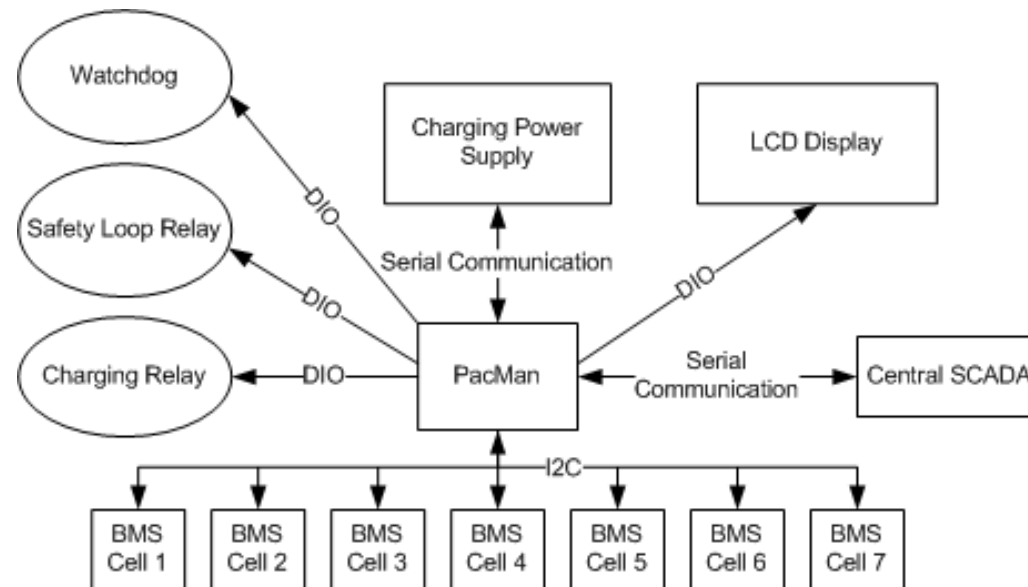 Watchdog
Charging Power
Supply
LCD Display
DIO
Safety Loop Relay
Serial Communication
DIO
DIO
Charging Relay
DIO
PacMan
Serial
Communication
Central SCADA
I2C
BMS
Cell 1
BMS
Cell 2
BMS
Cell 3
BMS
Cell 4
BMS
Cell 5
BMS
Cell 6
BMS
Cell 7